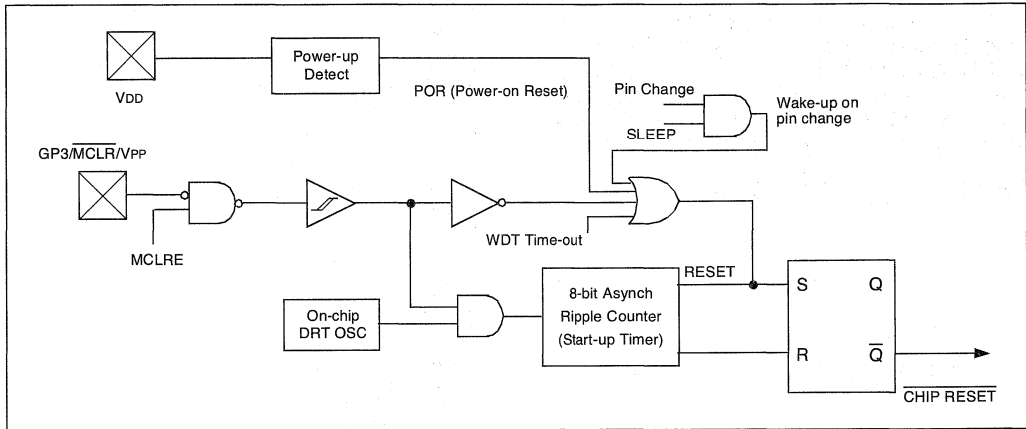 Power-up
Detect
VDD
POR (Power-on Reset)
Pin Change
SLEEP
Wake-up on
pin change
GP3/MCLR/VPP
MCLRE
WDT Time-out
RESET
On-chip
DRT OSC
8-bit Asynch
Ripple Counter
(Start-up Timer)
S
Q
R
Q
CHIP RESET